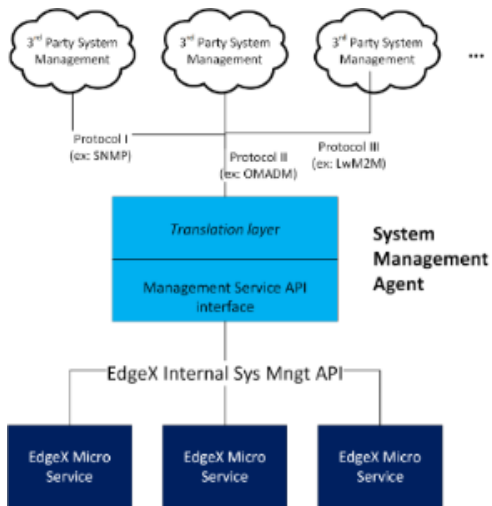 3rd Party System
Management
3rd Party System
Management
3rd Party System
Management
...
Protocol I
(ex: SNMP)
Protocol II
(ex: OMADM)
Protocol III
(ex: LwM2M)
Translation layer
Management Service API
interface
System
Management
Agent
EdgeX Internal Sys Mngt API
EdgeX Micro
Service
EdgeX Micro
Service
EdgeX Micro
Service